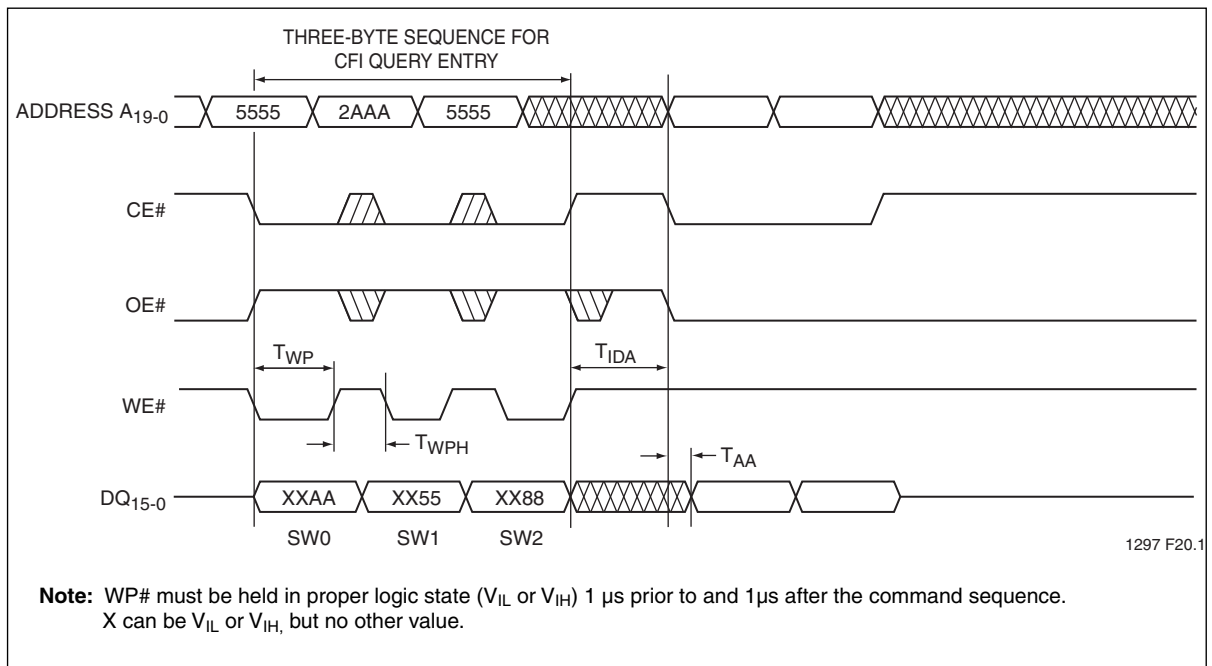 THREE-BYTE SEQUENCE FOR
CFI QUERY ENTRY
ADDRESS A19-0
5555
2AAA
5555
CE#
OE#
TWP
TIDA
WE#
TWPH
TAA
DQ15-0
XXAA
XX55
XX88
SW0
SW1
SW2
1297 F20.1
Note: WP# must be held in proper logic state (VIL or VIH) 1 µs prior to and 1µs after the command sequence.
X can be VIL or VIH, but no other value.